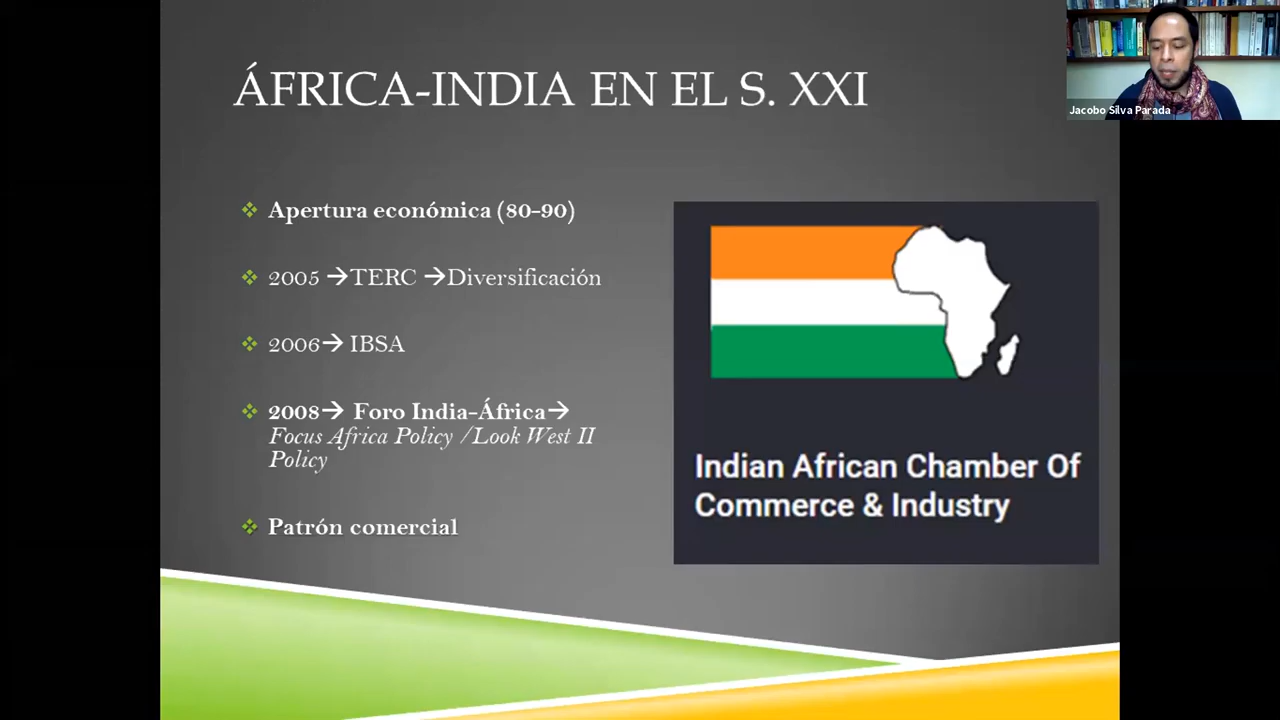 ÁFRICA-INDIA EN EL S. XXI
Jacobo Silva Parada
❖ Apertura económica (80-90)
❖ 2005 →TERC →Diversificación
❖ 2006→ IBSA
❖ 2008→ Foro India-África→
Focus Africa Policy /Look West II
Policy
❖ Patrón comercial
Indian African Chamber Of
Commerce & Industry